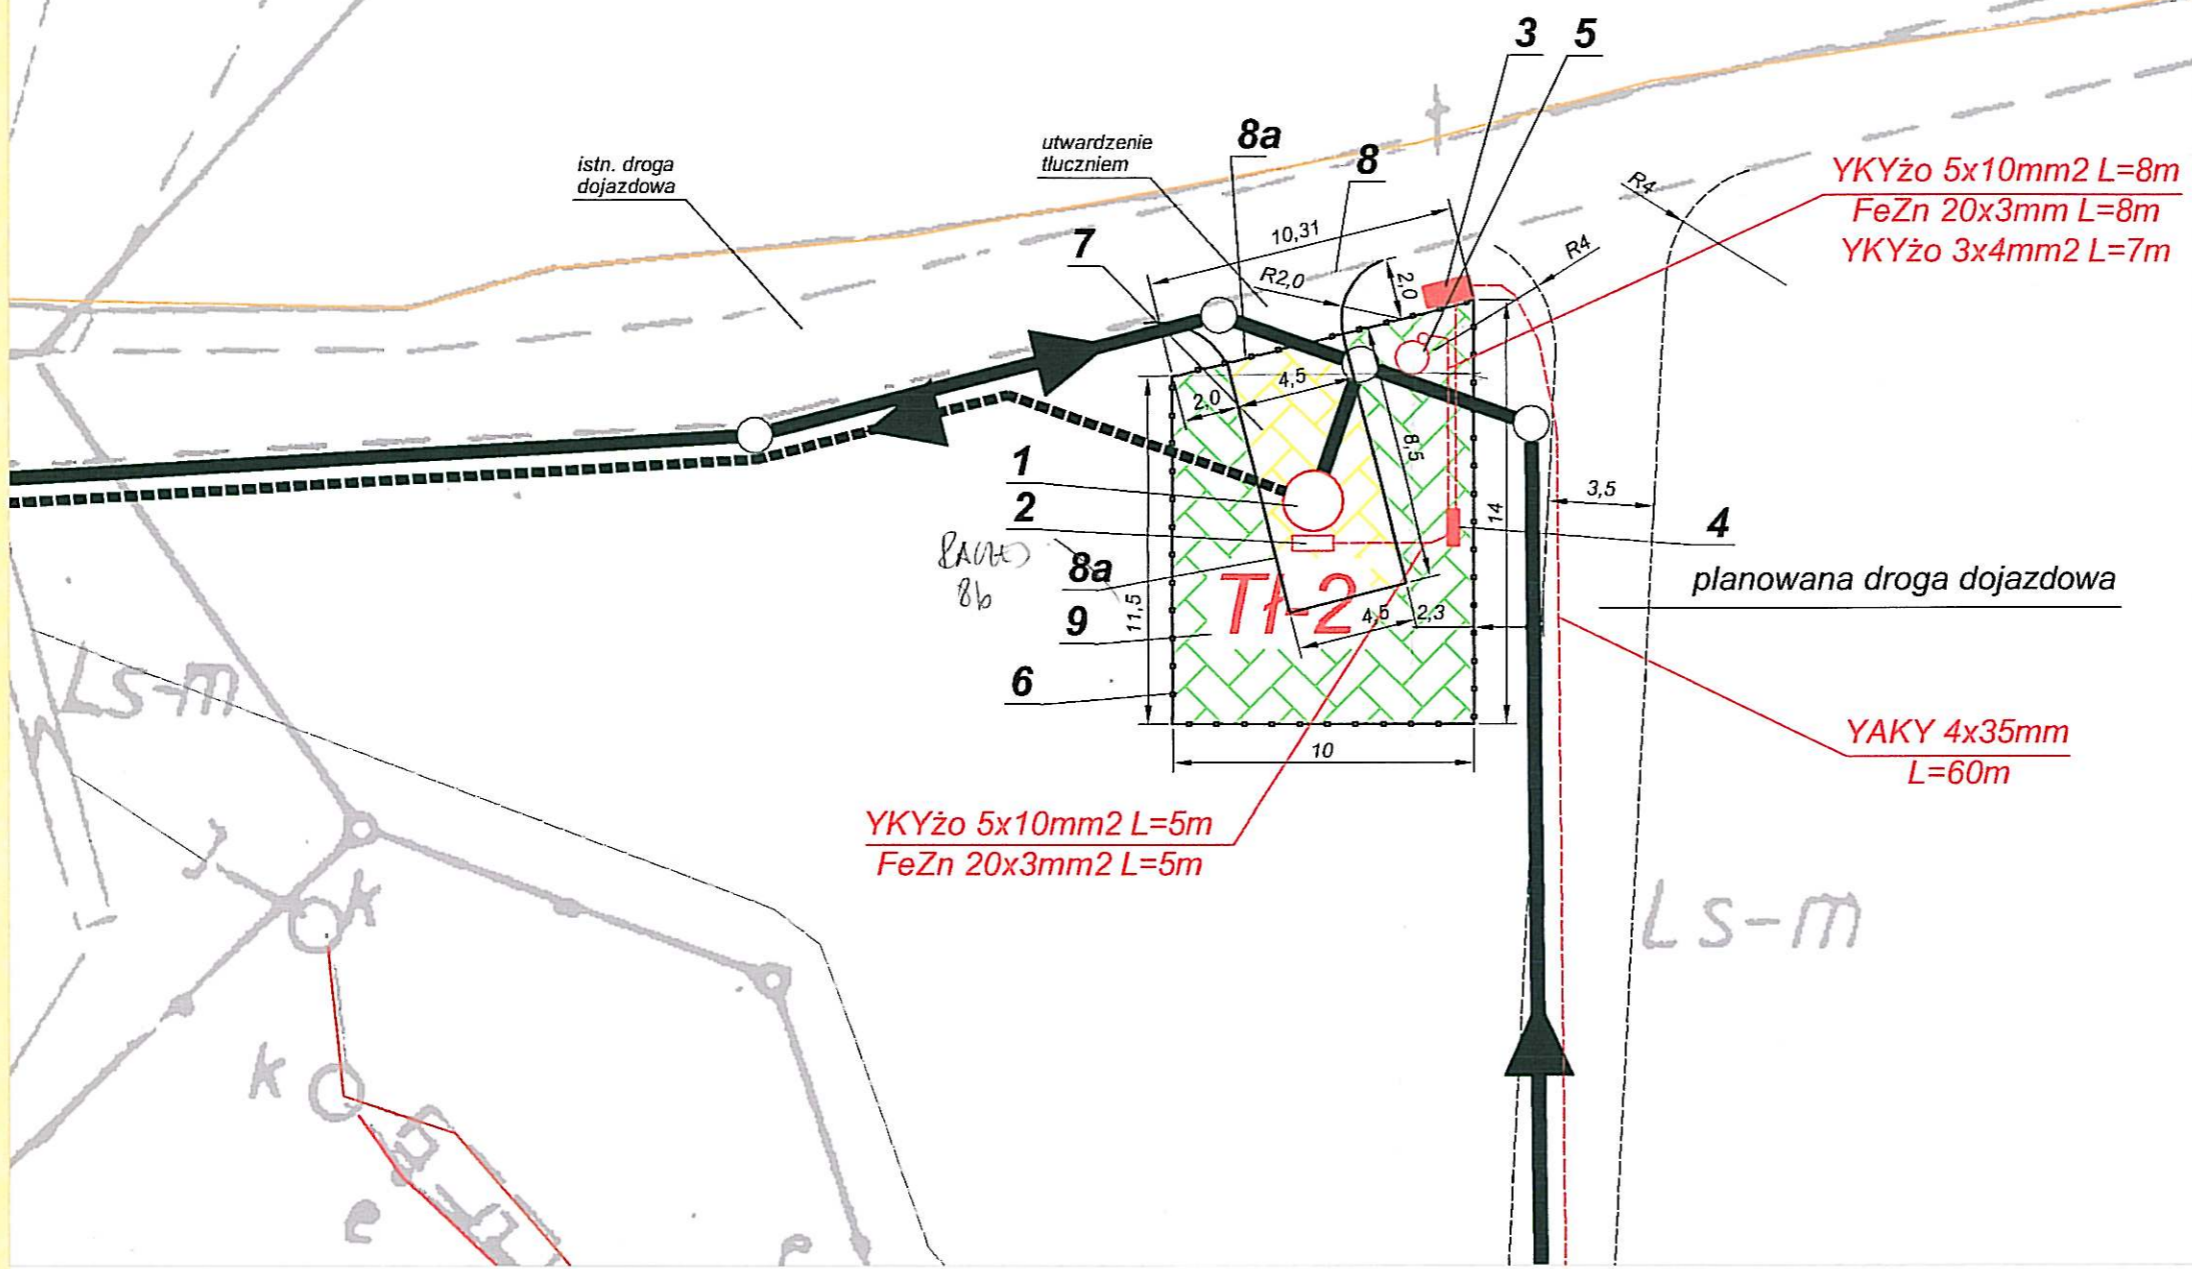 3
5
8a
8
utwardzenie
tłuczniem
istn. droga
dojazdowa
YKYżo 5x10mm2 L=8m
FeZn 20x3mm L=8m
YKYżo 3x4mm2 L=7m
R4
R4
10,31
7
R2,0
2,0
4,5
2,0
8,5
1
2
3,5
14
4
8a
8b
planowana droga dojazdowa
Tł-2
11,5
9
4,5
2,3
6
Ls-m
10
YAKY 4x35mm
L=60m
YKYżo 5x10mm2 L=5m
FeZn 20x3mm2 L=5m
Ls-m
k
k
e
e